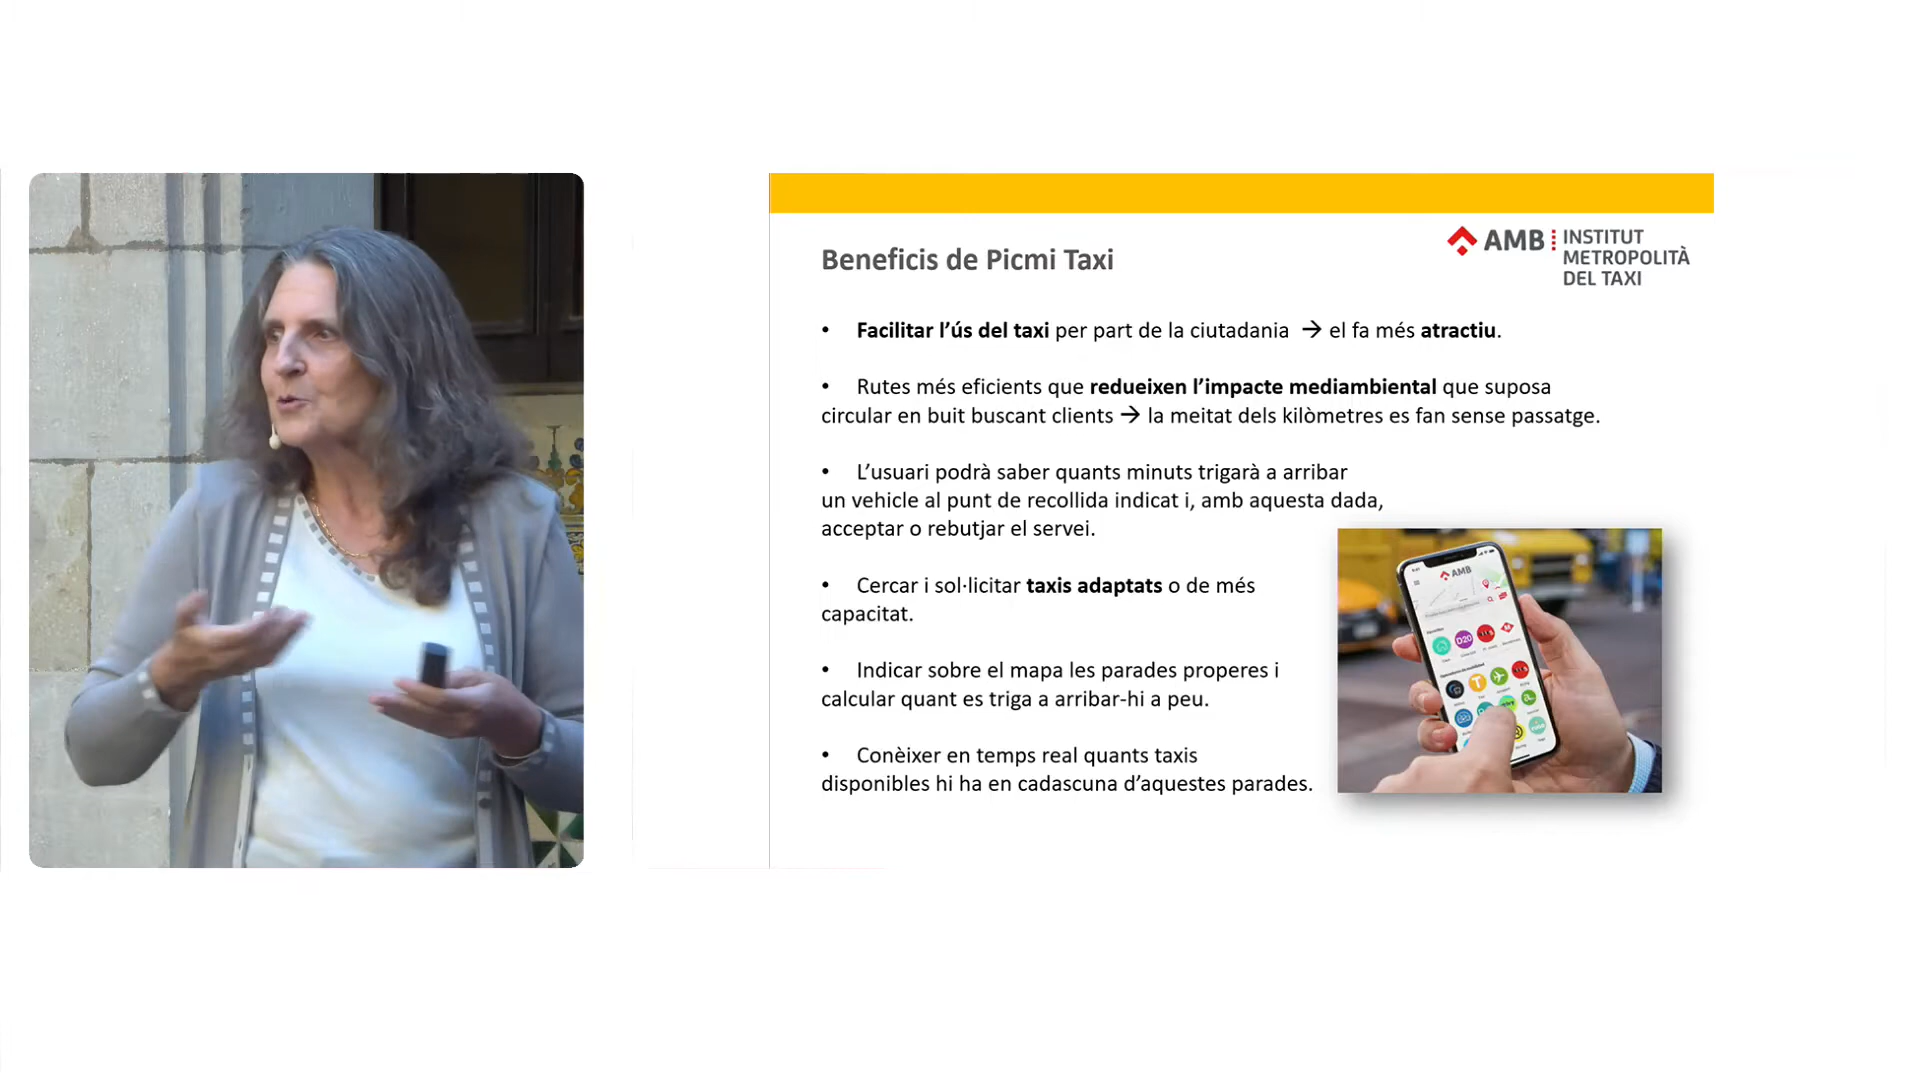 AMB INSTITUT
METROPOLITÀ
DEL TAXI
Beneficis de Picmi Taxi
• Facilitar l’ús del taxi per part de la ciutadania → el fa més atractiu.
• Rutes més eficients que redueixen l’impacte mediambiental que suposa
circular en buit buscant clients → la meitat dels kilòmetres es fan sense passatge.
• L’usuari podrà saber quants minuts trigarà a arribar
un vehicle al punt de recollida indicat i, amb aquesta dada,
acceptar o rebutjar el servei.
• Cercar i sol·licitar taxis adaptats o de més
capacitat.
• Indicar sobre el mapa les parades properes i
calcular quant es triga a arribar-hi a peu.
• Conèixer en temps real quants taxis
disponibles hi ha en cadascuna d’aquestes parades.
AMB
D20